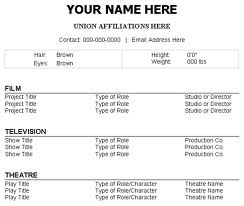 YOUR NAME HERE
UNION AFFILIATIONS HERE
Contact: 000-000-0000 | Email Address Here
Hair: Brown Height: 0'0"
Eyes: Brown Weight: 000 lbs
FILM
Project Title Type of Role Studio or Director
Project Title Type of Role Studio or Director
Project Title Type of Role Studio or Director
TELEVISION
Show Title Type of Role Production Co.
Show Title Type of Role Production Co.
Show Title Type of Role Production Co.
THEATRE
Play Title Type of Role/Character Theatre Name
Play Title Type of Role/Character Theatre Name
Play Title Type of Role/Character Theatre Name